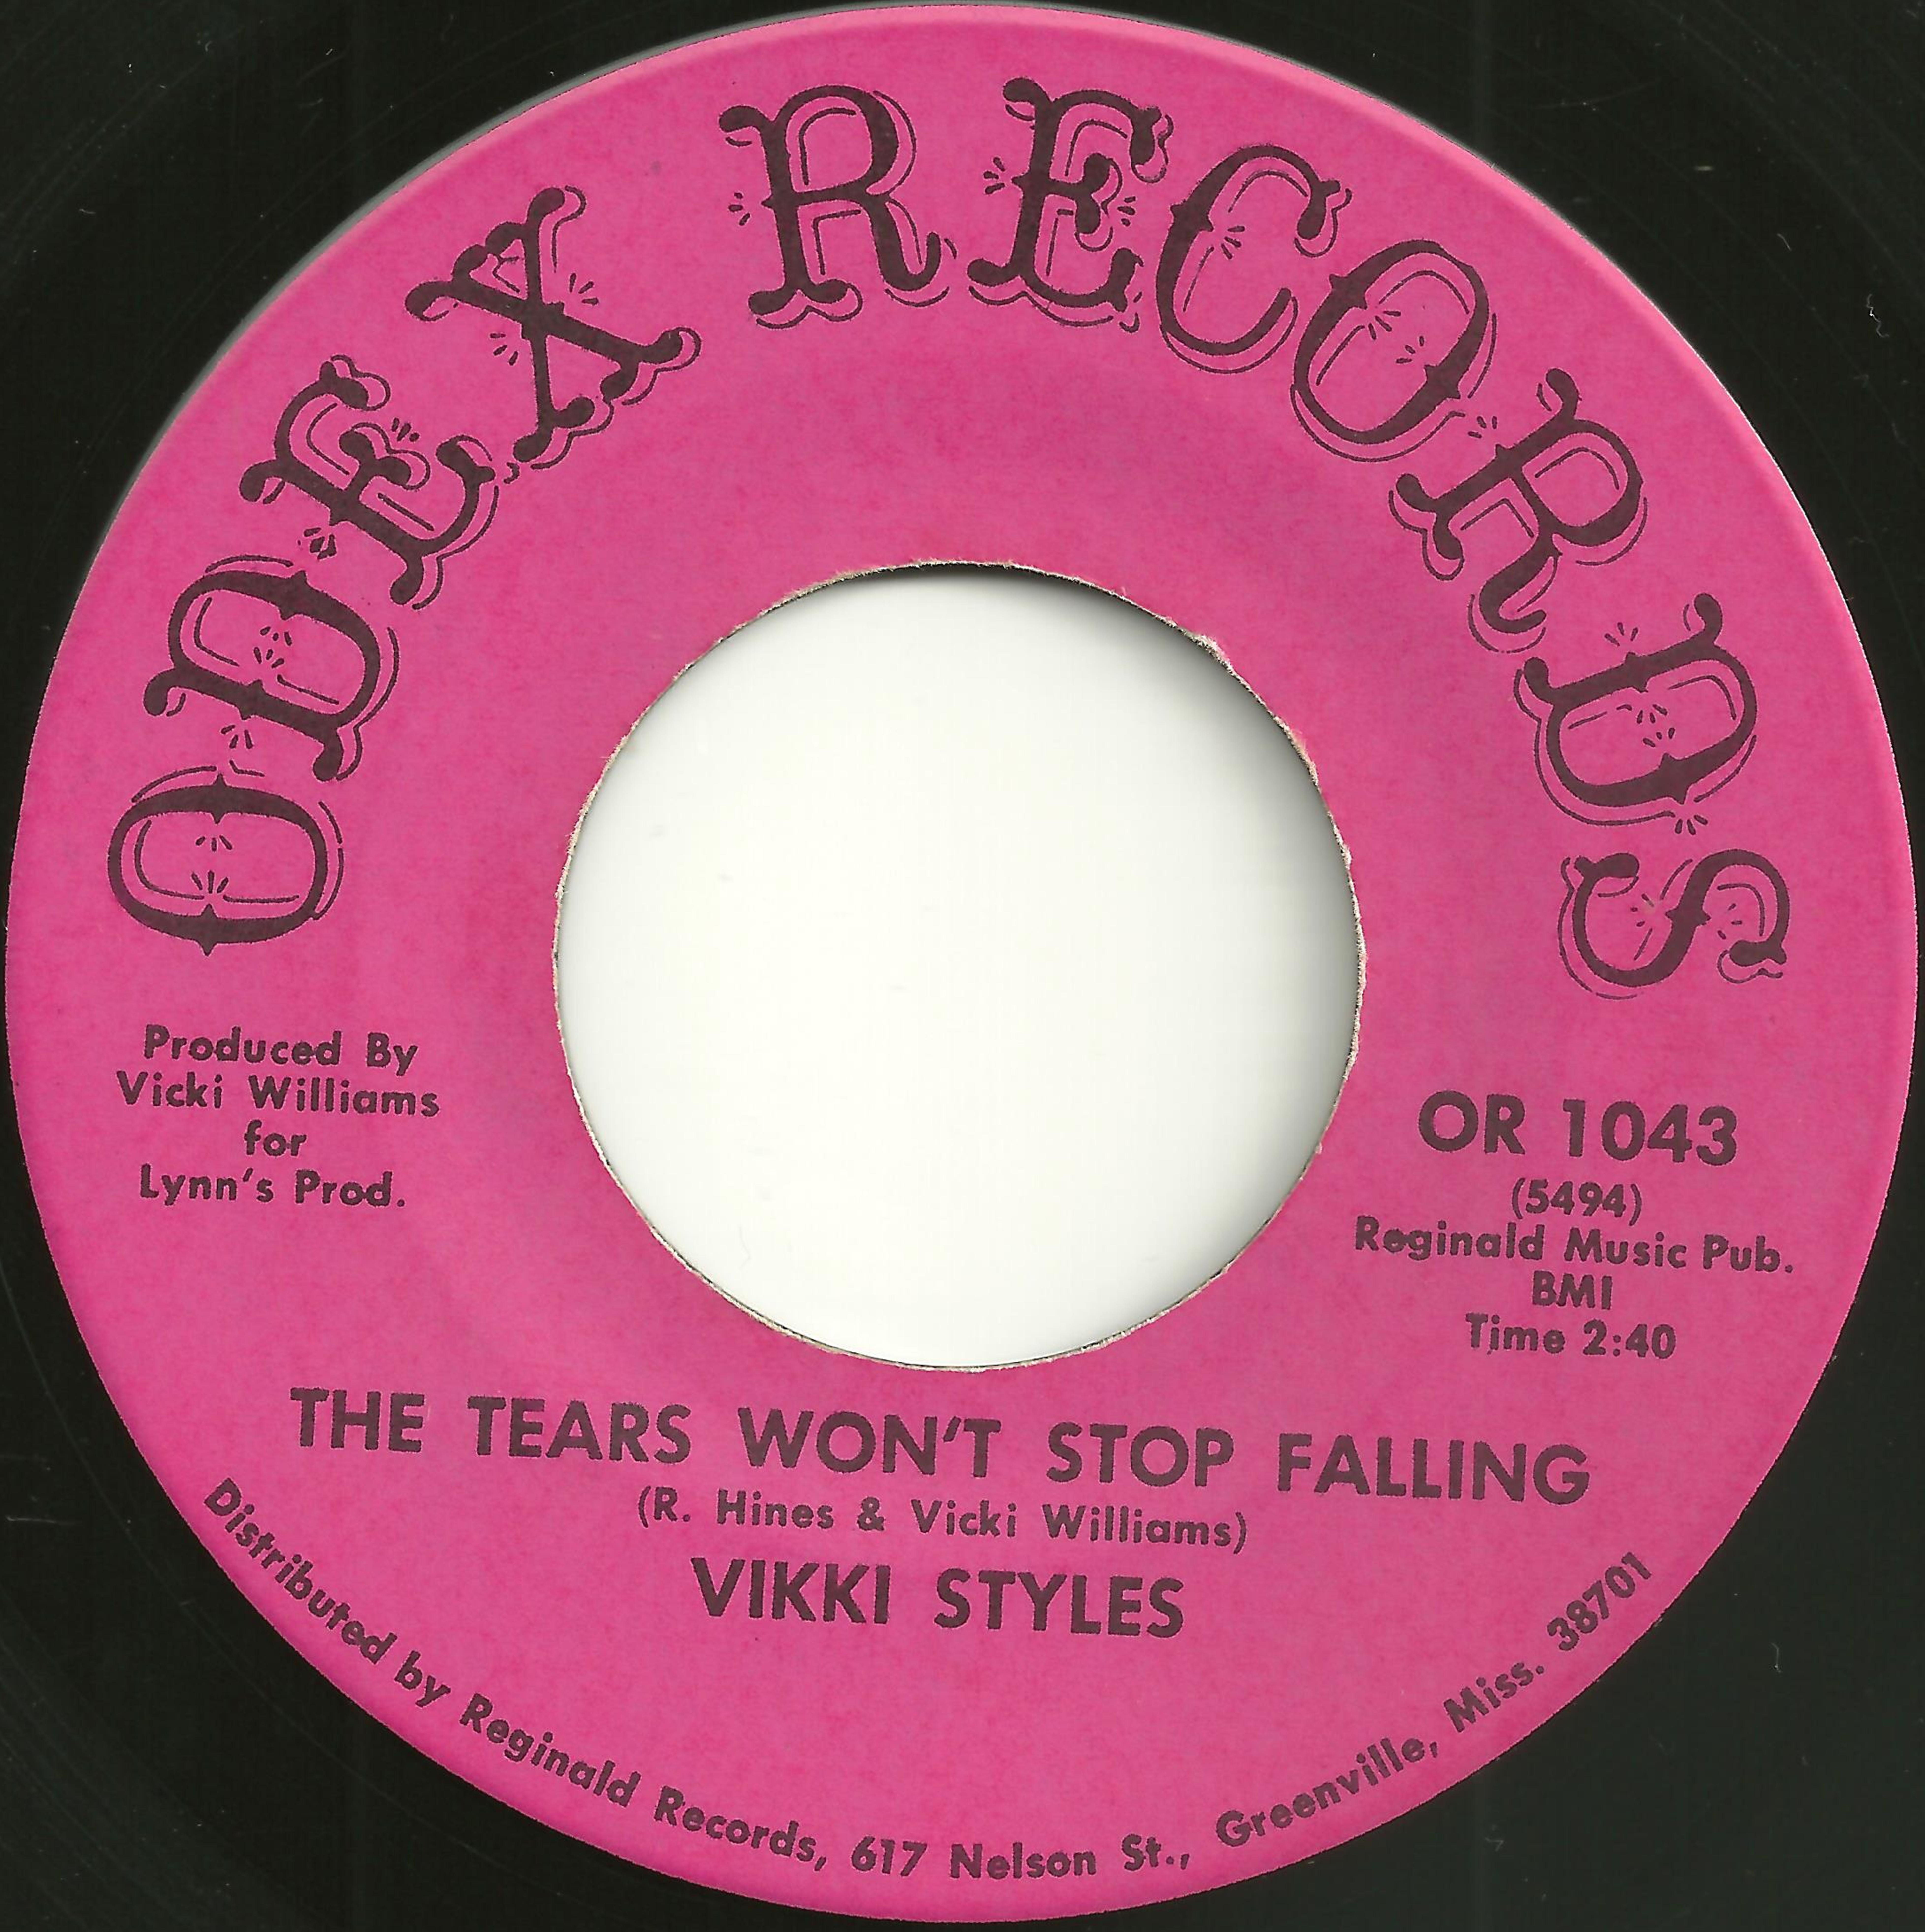 ODEX RECORDS
Produced By
Vicki Williams
for
Lynn's Prod.
OR 1043
(5494)
Reginald Music Pub.
BMI
Time 2:40
THE TEARS WON'T STOP FALLING
(R. Hines & Vicki Williams)
VIKKI STYLES
Distributed by Reginald Records, 617 Nelson St., Greenville, Miss. 38701